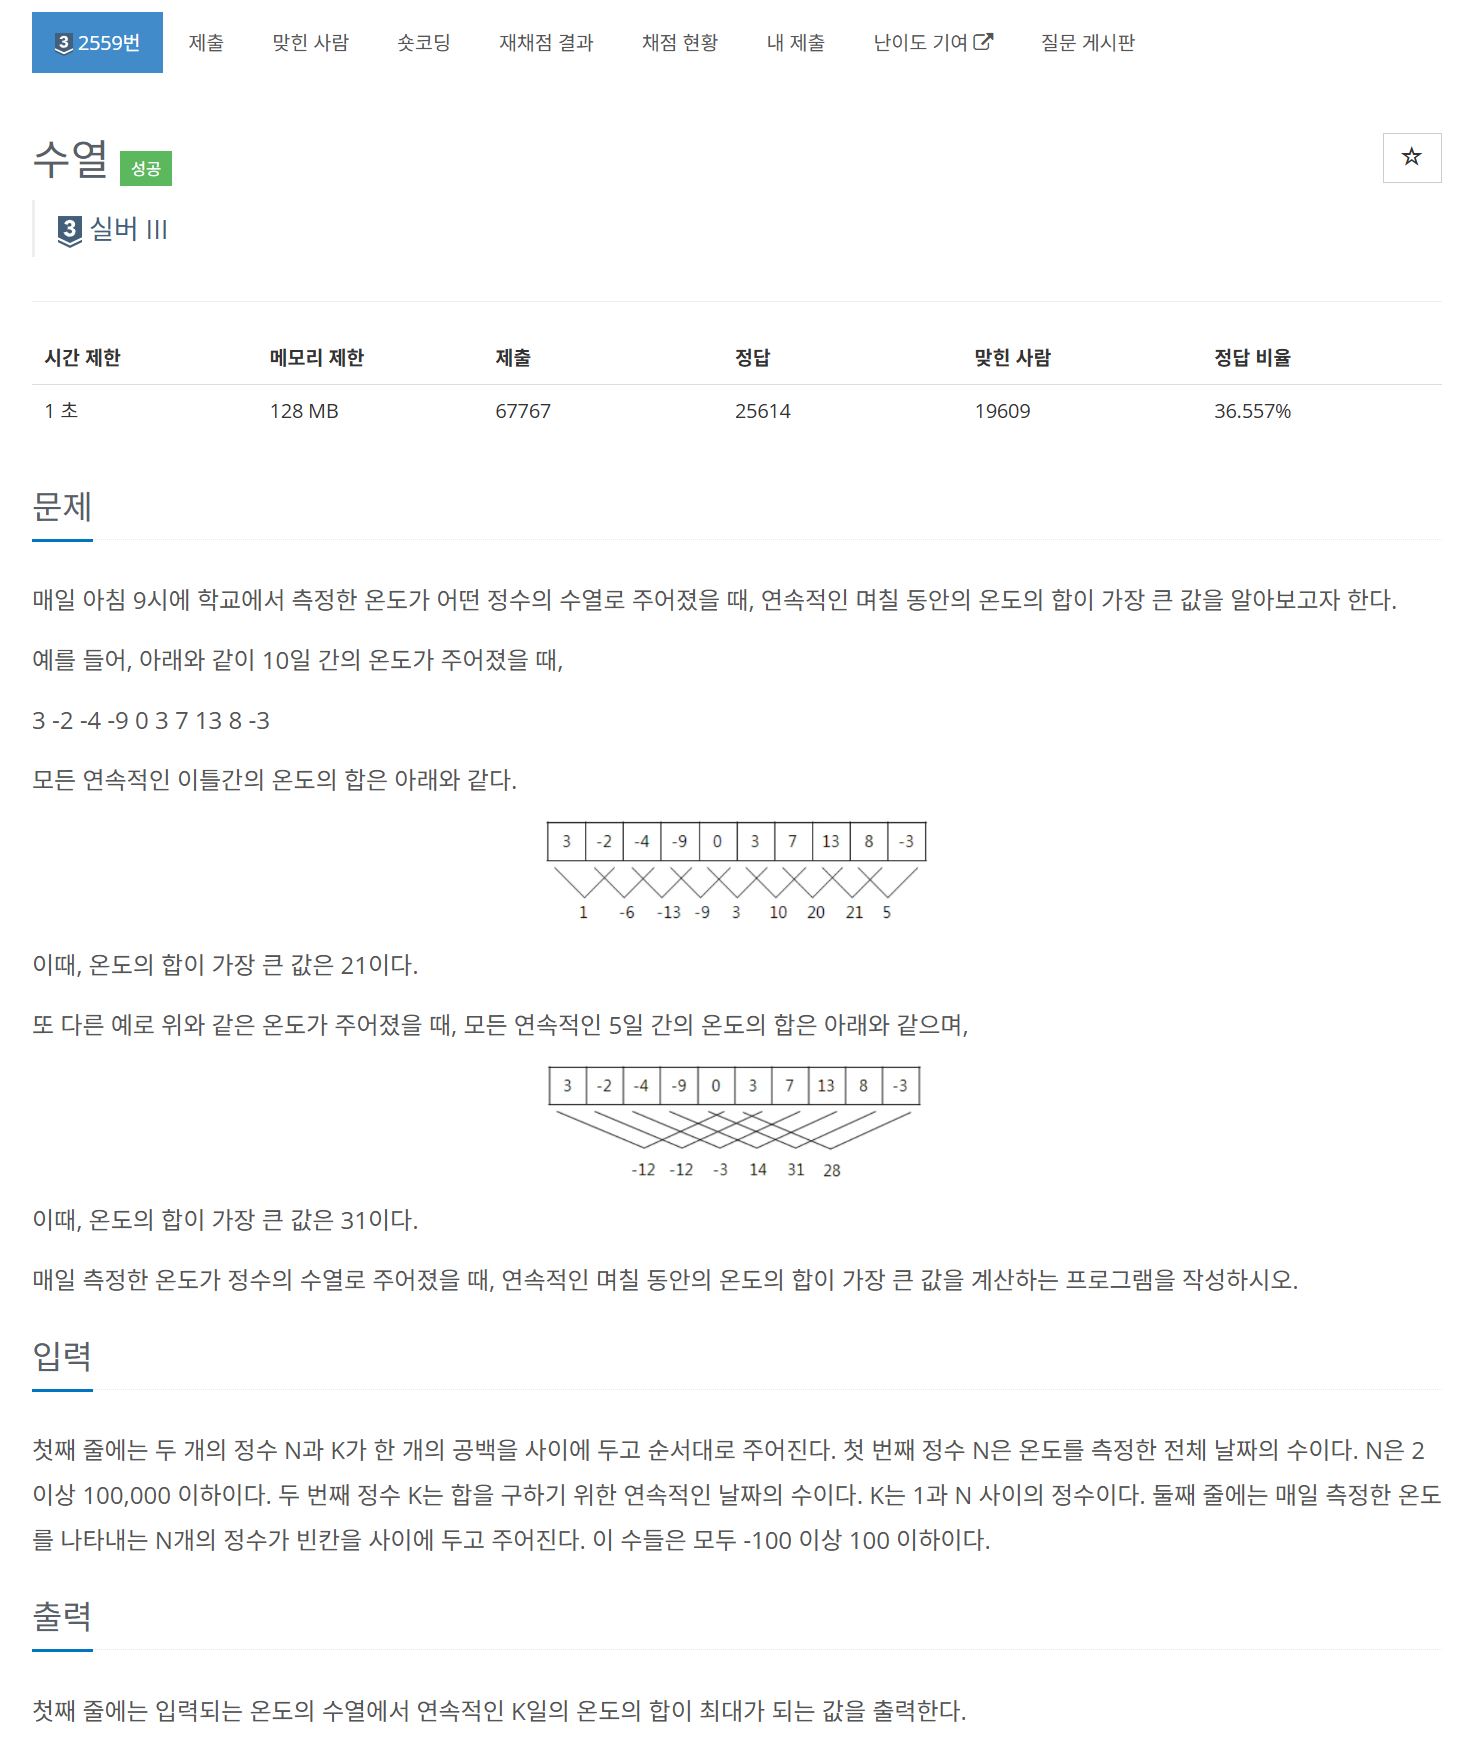 3 2559번 제출 맞힌 사람 숏코딩 재채점 결과 채점 현황 내 제출 난이도 기여 질문 게시판
수열 성공
3 실버 III
시간 제한 메모리 제한 제출 정답 맞힌 사람 정답 비율
1 초 128 MB 67767 25614 19609 36.557%
문제
매일 아침 9시에 학교에서 측정한 온도가 어떤 정수의 수열로 주어졌을 때, 연속적인 며칠 동안의 온도의 합이 가장 큰 값을 알아보고자 한다.
예를 들어, 아래와 같이 10일 간의 온도가 주어졌을 때,
3 -2 -4 -9 0 3 7 13 8 -3
모든 연속적인 이틀간의 온도의 합은 아래와 같다.
3 -2 -4 -9 0 3 7 13 8 -3
1 -6 -13 -9 3 10 20 21 5
이때, 온도의 합이 가장 큰 값은 21이다.
또 다른 예로 위와 같은 온도가 주어졌을 때, 모든 연속적인 5일 간의 온도의 합은 아래와 같으며,
3 -2 -4 -9 0 3 7 13 8 -3
-12 -12 -3 14 31 28
이때, 온도의 합이 가장 큰 값은 31이다.
매일 측정한 온도가 정수의 수열로 주어졌을 때, 연속적인 며칠 동안의 온도의 합이 가장 큰 값을 계산하는 프로그램을 작성하시오.
입력
첫째 줄에는 두 개의 정수 N과 K가 한 개의 공백을 사이에 두고 순서대로 주어진다. 첫 번째 정수 N은 온도를 측정한 전체 날짜의 수이다. N은 2
이상 100,000 이하이다. 두 번째 정수 K는 합을 구하기 위한 연속적인 날짜의 수이다. K는 1과 N 사이의 정수이다. 둘째 줄에는 매일 측정한 온도
를 나타내는 N개의 정수가 빈칸을 사이에 두고 주어진다. 이 수들은 모두 -100 이상 100 이하이다.
출력
첫째 줄에는 입력되는 온도의 수열에서 연속적인 K일의 온도의 합이 최대가 되는 값을 출력한다.